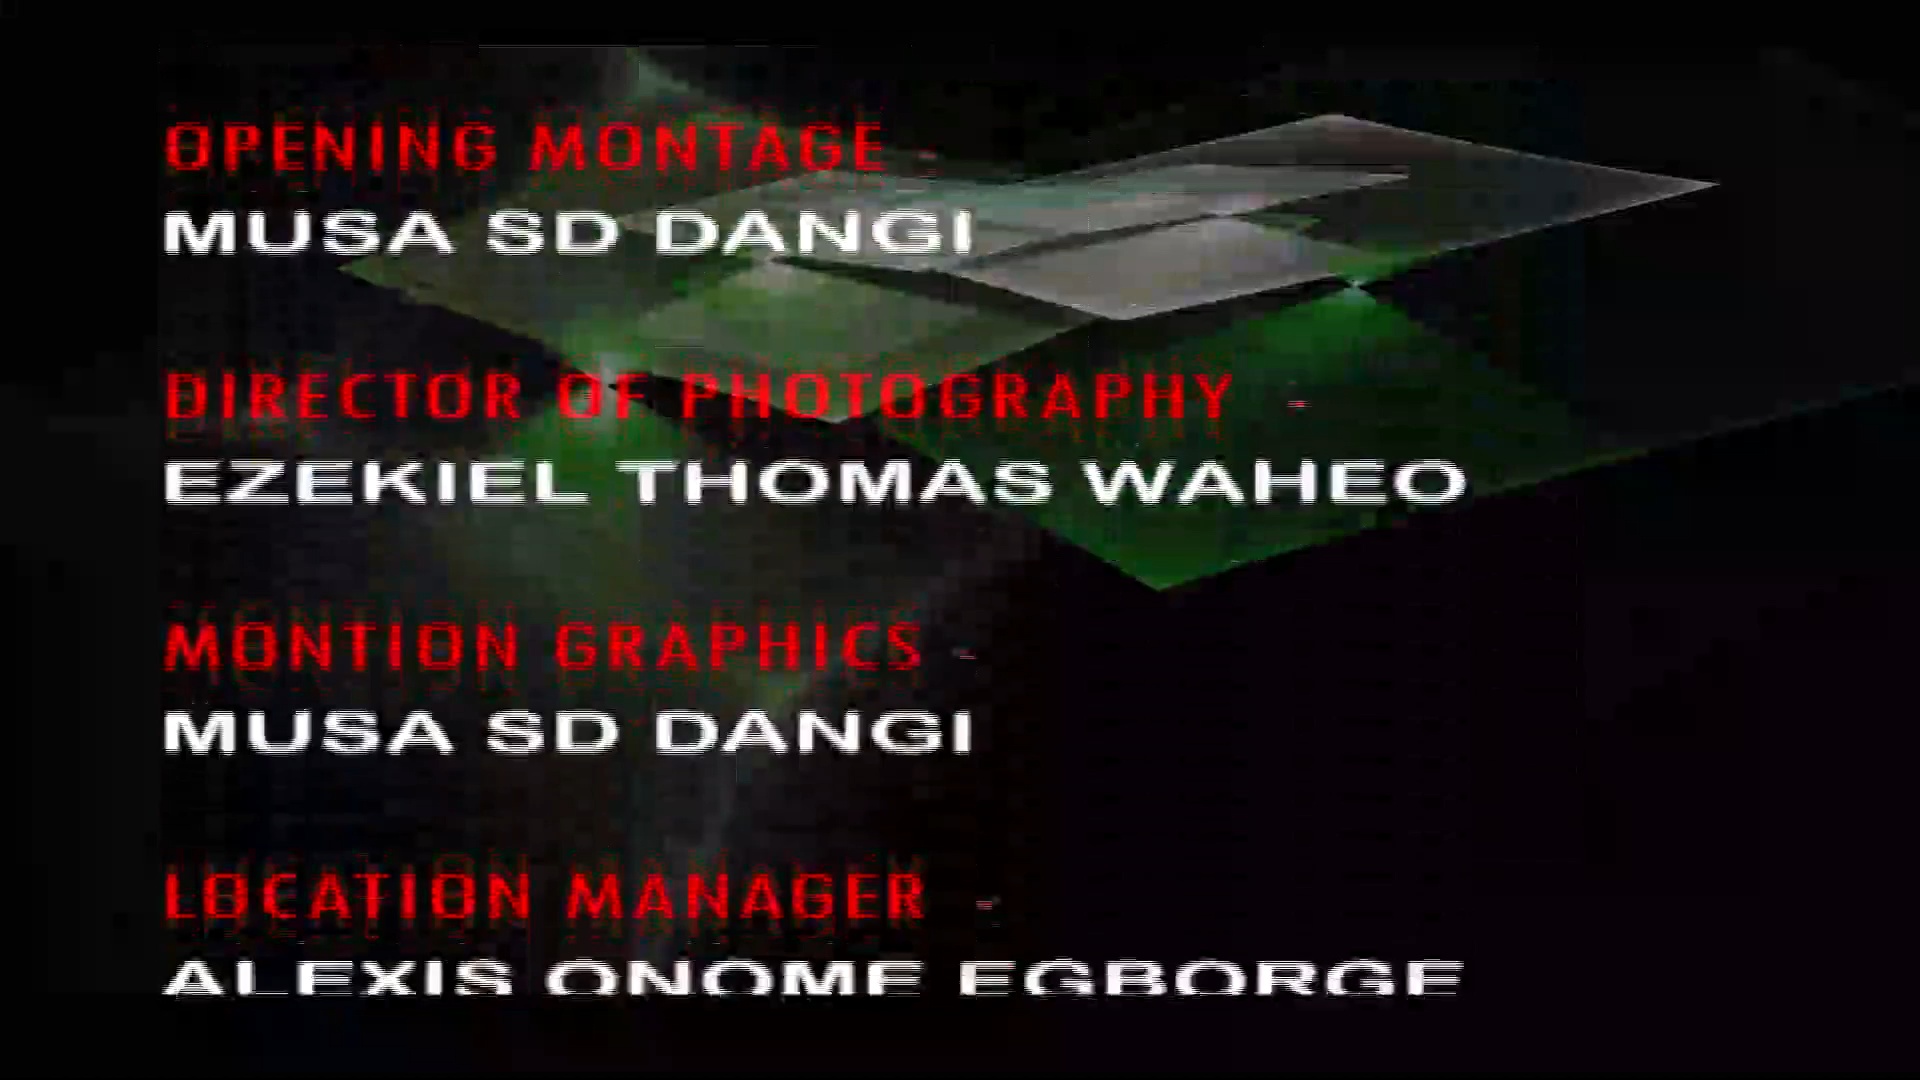 OPENING MONTAGE -
MUSA SD DANGI
DIRECTOR OF PHOTOGRAPHY -
EZEKIEL THOMAS WAHEO
MONTION GRAPHICS -
MUSA SD DANGI
LOCATION MANAGER -
ALEXIS ONOME EGBORGE